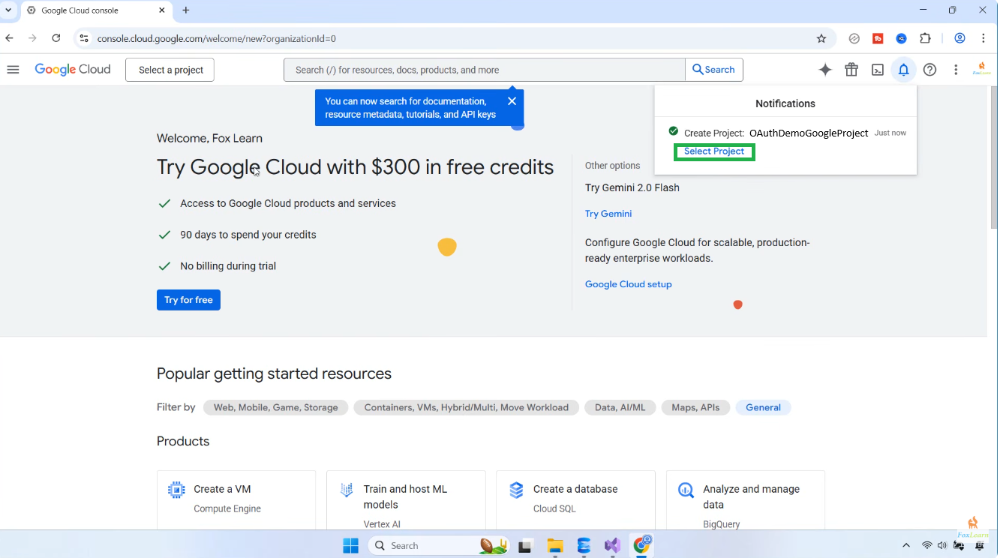 Google Cloud console
console.cloud.google.com/welcome/new?organizationId=0
Google Cloud
Select a project
Search (/) for resources, docs, products, and more
Search
FoxLearn
You can now search for documentation,
resource metadata, tutorials, and API keys
Notifications
Create Project: OAuthDemoGoogleProject Just now
Select Project
Welcome, Fox Learn
Try Google Cloud with $300 in free credits
Access to Google Cloud products and services
90 days to spend your credits
No billing during trial
Try for free
Other options
Try Gemini 2.0 Flash
Try Gemini
Configure Google Cloud for scalable, production-
ready enterprise workloads.
Google Cloud setup
Popular getting started resources
Filter by
Web, Mobile, Game, Storage
Containers, VMs, Hybrid/Multi, Move Workload
Data, AI/ML
Maps, APIs
General
Products
Create a VM
Compute Engine
Train and host ML
models
Vertex AI
Create a database
Cloud SQL
Analyze and manage
data
BigQuery
FoxLearn
Search